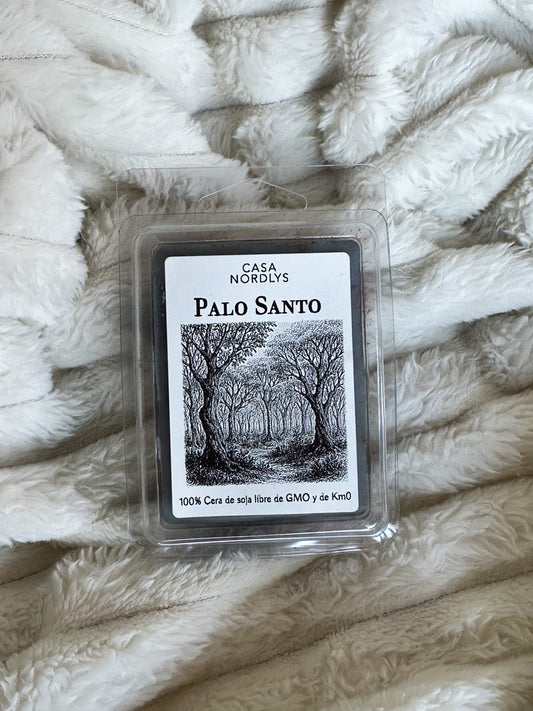 CASA
NORDLYS
PALO SANTO
100% Cera de soja libre de GMO y de Km0